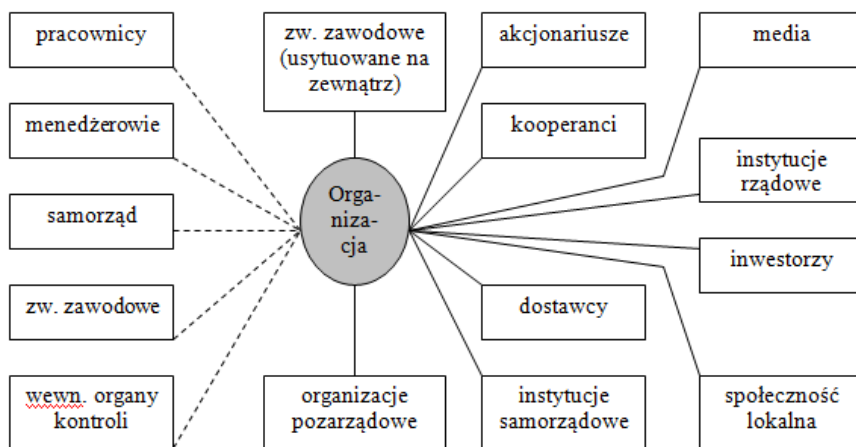 pracownicy
menedżerowie
samorząd
zw. zawodowe
wewn. organy
kontroli
zw. zawodowe
(usytuowane na
zewnątrz)
Orga-
niza-
cja
organizacje
pozarządowe
akcjonariusze
kooperanci
dostawcy
instytucje
samorządowe
media
instytucje
rządowe
inwestorzy
społeczność
lokalna